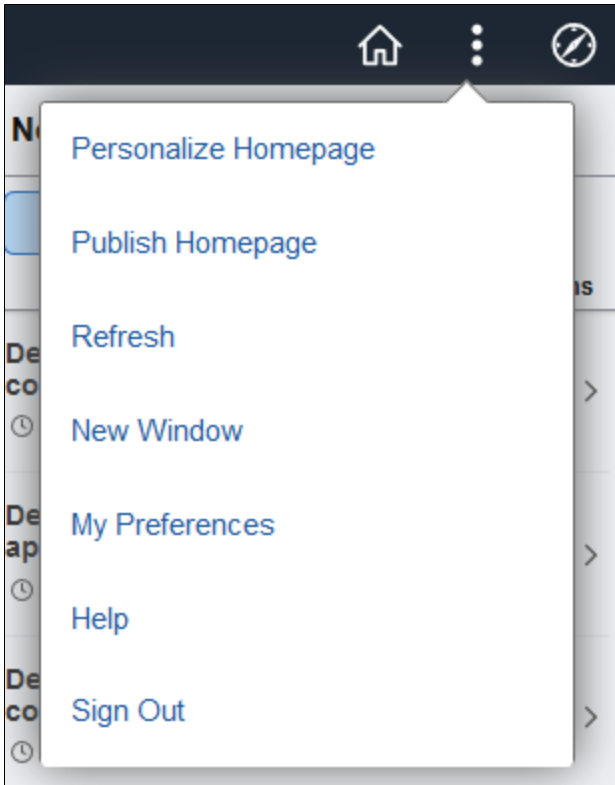 Personalize Homepage
Publish Homepage
Refresh
New Window
My Preferences
Help
Sign Out